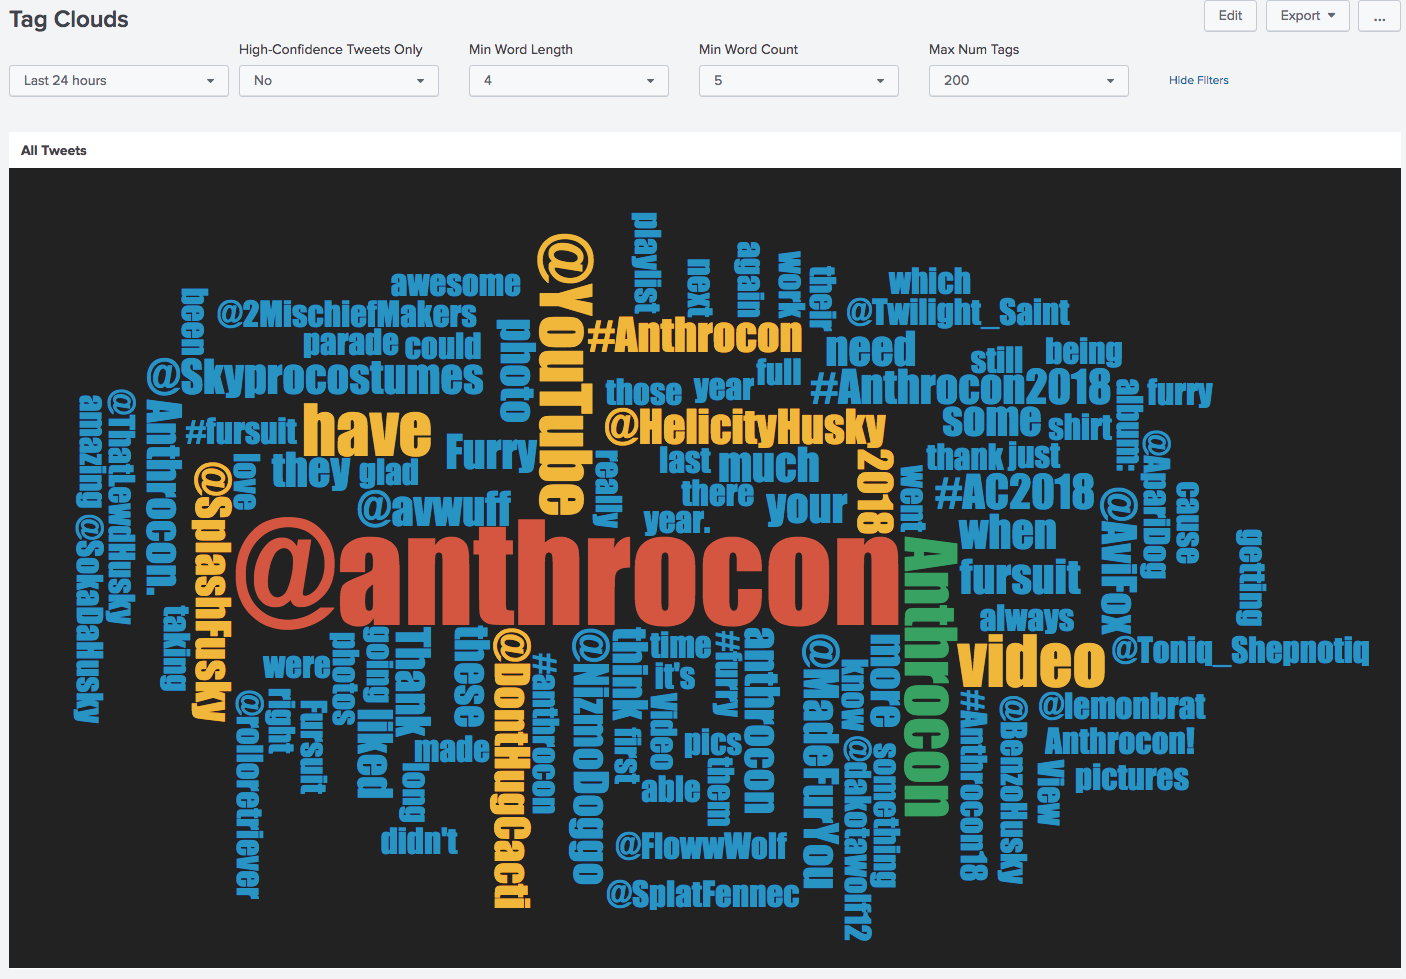 Tag Clouds
Edit
Export
...
High-Confidence Tweets Only
Min Word Length
Min Word Count
Max Num Tags
Last 24 hours
No
4
5
200
Hide Filters
All Tweets
playlist
@YouTube
next
again
work
their
which
awesome
been
@2MischiefMakers
photo
#Anthrocon
@Twilight_Saint
parade
could
need
still
being
@Skyprocostumes
those
year
full
#Anthrocon2018
album:
furry
amazing
@ThatLewdHusky
@Anthrocon.
#fursuit
have
@HelicityHusky
some
shirt
@SplashFusky
love
they
glad
Furry
really
last
much
2018
went
thank
just
@ApariDog
there
#AC2018
@AviFox
cause
@avwuff
year.
your
when
@SokaDaHusky
@anthrocon
Anthrocon
fursuit
getting
taking
always
photos
going
Thank
these
@DontHugCacti
@NizmoDoggo
think
time
#furry
anthrocon
@MadeFurYou
more
video
@Toniq_Shepnotiq
were
#anthrocon
it's
know
@rolloretriever
right
Fursuit
liked
first
Video
pics
them
#Anthrocon18
@BenzoHusky
@lemonbrat
made
long
something
@dakotawolf12
Anthrocon!
View
pictures
able
didn't
@FlowwWolf
@SplatFennec